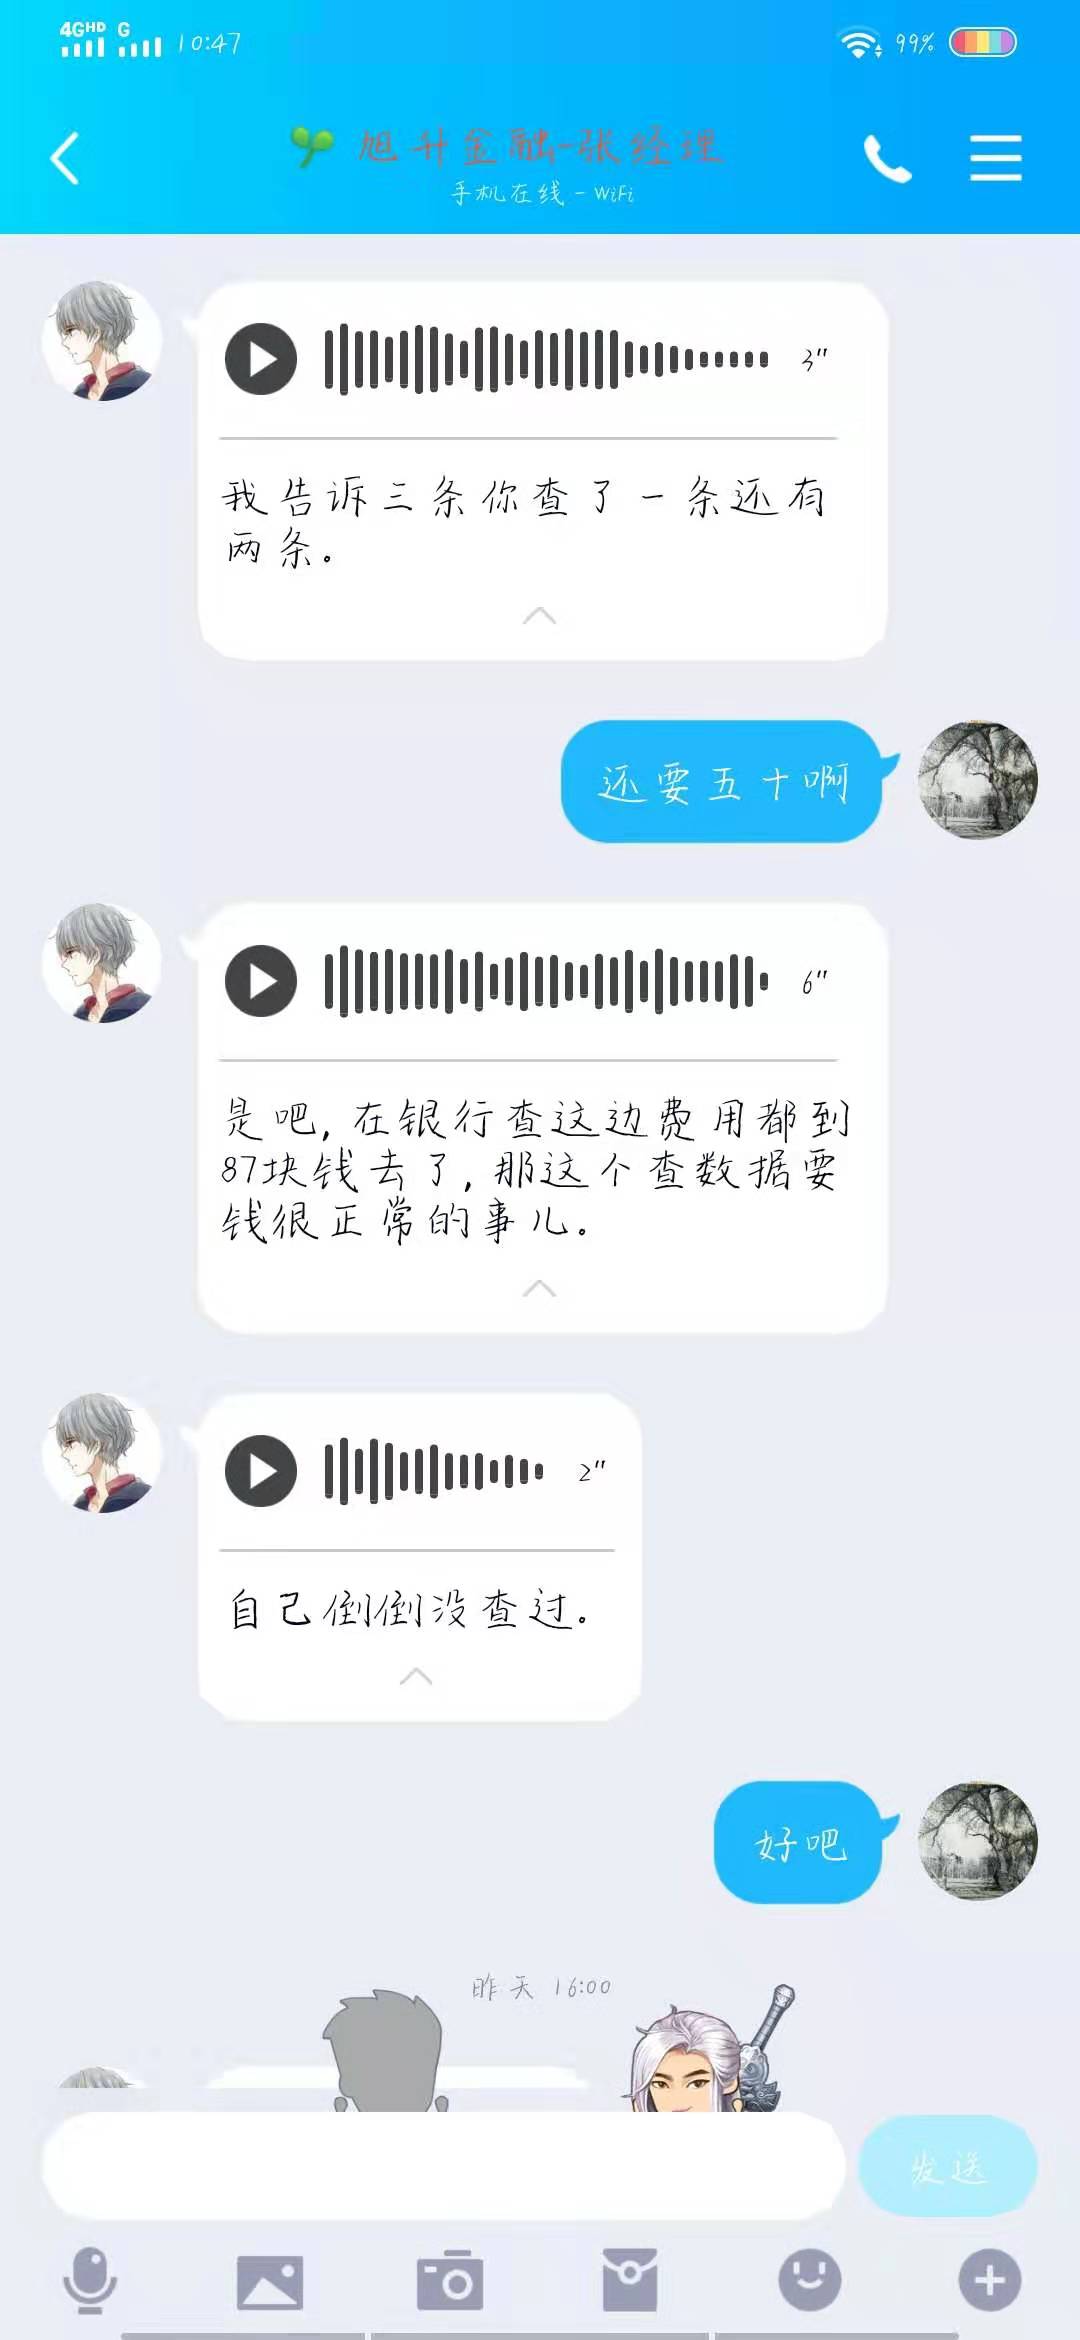 4GHD G 10:47 99%
旭升金融-张经理
手机在线 - WiFi
3"
我告诉三条你查了一条还有
两条.
还要五十啊
6"
是吧,在银行查这边费用都到
87块钱去了,那这个查数据要
钱很正常的事儿.
2"
自己倒倒没查过.
好吧
昨天 16:00
发送